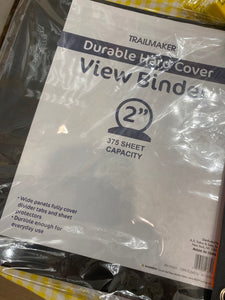 TRAILMAKER
Durable Hard Cover
View Binder
2"
375 SHEET
CAPACITY
• Wide panels fully cover
divider tabs and sheet
protectors
• Durable enough for
everyday use